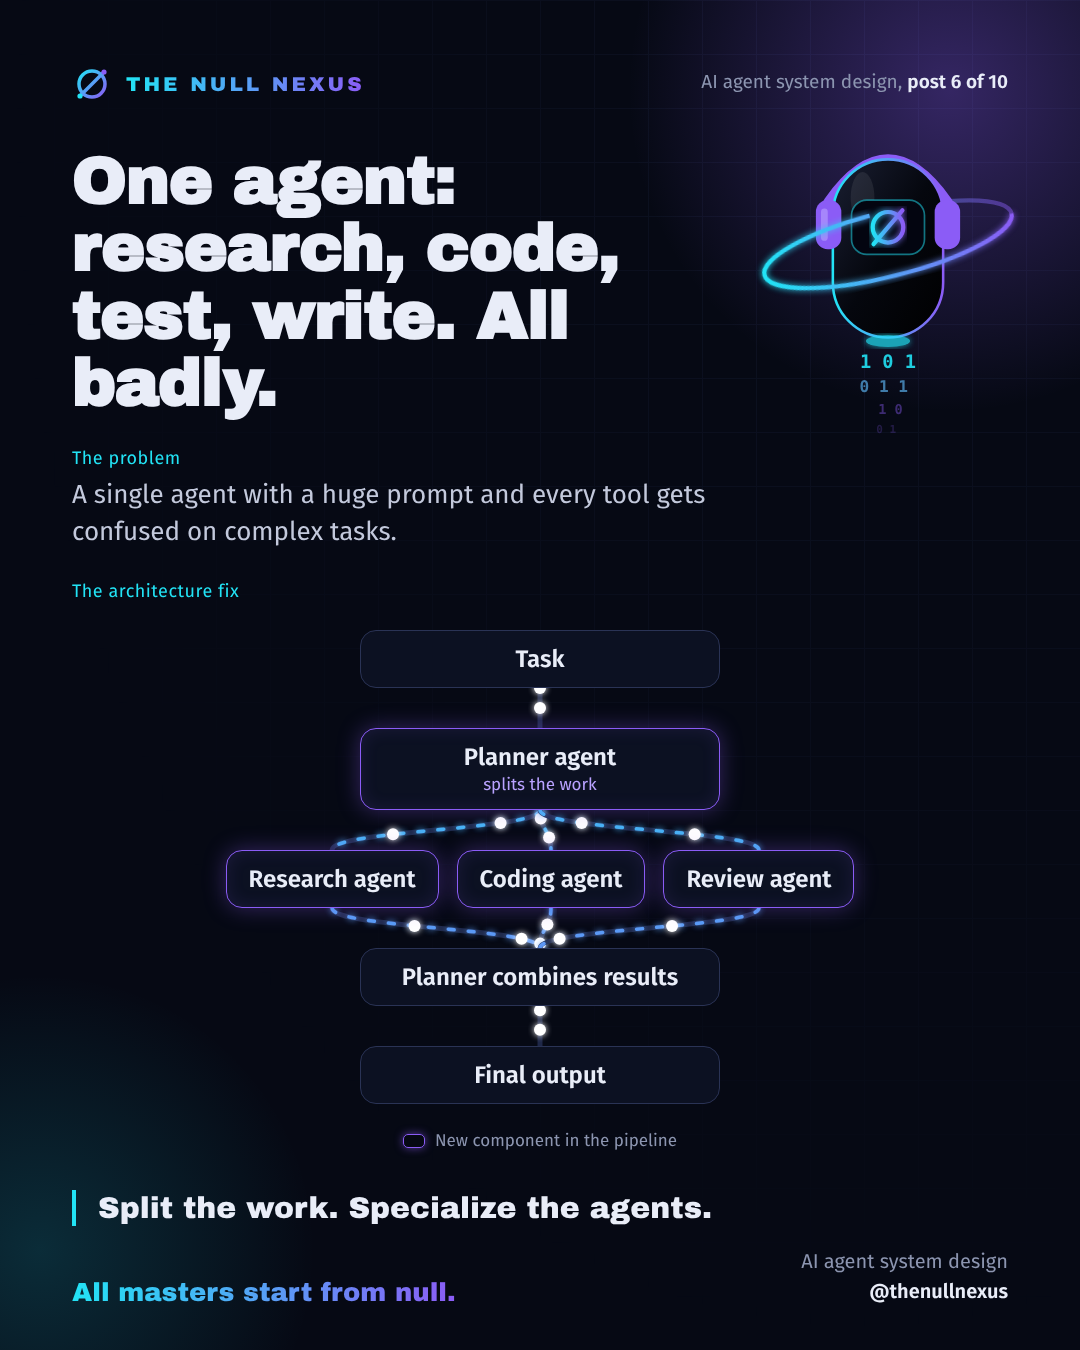 THE NULL NEXUS
AI agent system design, post 6 of 10
One agent:
research, code,
test, write. All
badly.
1 0 1
0 1 1
1 0
0 1
The problem
A single agent with a huge prompt and every tool gets
confused on complex tasks.
The architecture fix
Task
Planner agent
splits the work
Research agent
Coding agent
Review agent
Planner combines results
Final output
New component in the pipeline
Split the work. Specialize the agents.
AI agent system design
All masters start from null.
@thenullnexus